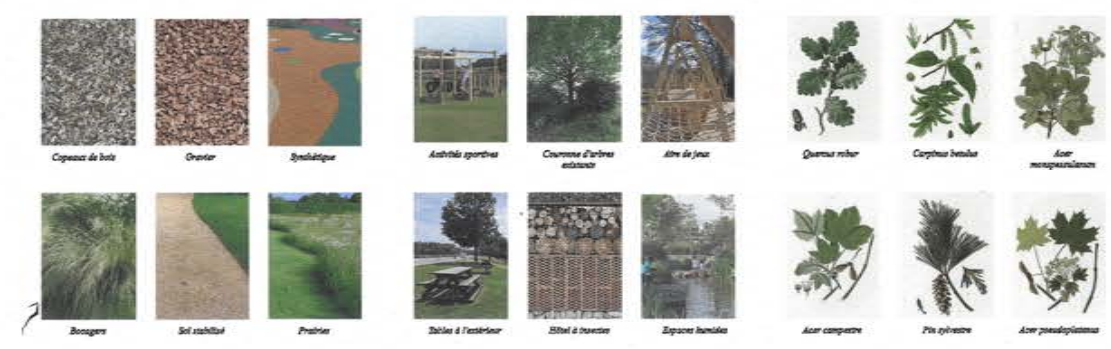 Copeaux de bois
Gravier
Synthétique
Activités sportives
Couronne d'arbres
existants
Aire de jeux
Quercus robur
Carpinus betulus
Acer
monspessulanum
Bocagers
Sol stabilisé
Prairies
Tables à l'extérieur
Hôtel à insectes
Espaces humides
Acer campestre
Pin sylvestre
Acer pseudoplatanus